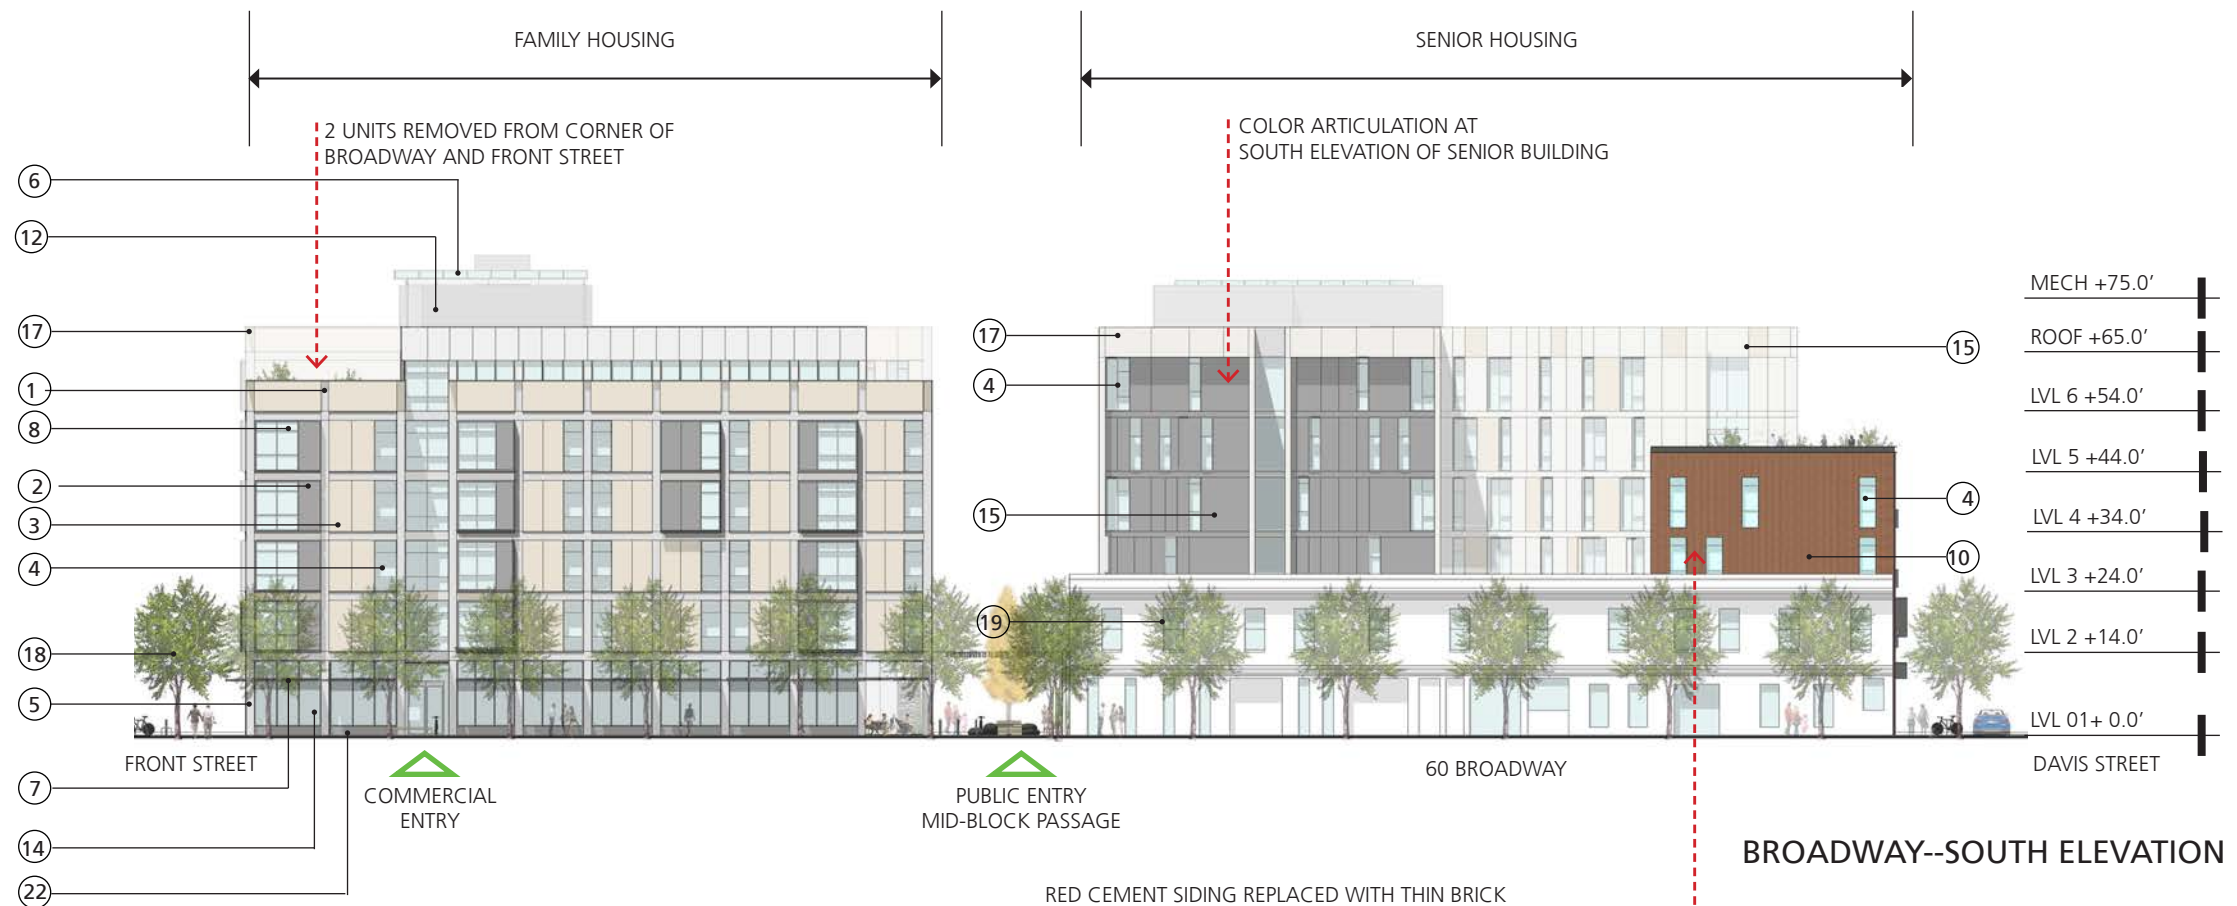 FAMILY HOUSING
SENIOR HOUSING
2 UNITS REMOVED FROM CORNER OF
BROADWAY AND FRONT STREET
COLOR ARTICULATION AT
SOUTH ELEVATION OF SENIOR BUILDING
6
12
17
1
8
2
3
4
18
5
7
14
22
17
4
15
19
15
4
10
MECH +75.0'
ROOF +65.0'
LVL 6 +54.0'
LVL 5 +44.0'
LVL 4 +34.0'
LVL 3 +24.0'
LVL 2 +14.0'
LVL 01+ 0.0'
FRONT STREET
COMMERCIAL
ENTRY
PUBLIC ENTRY
MID-BLOCK PASSAGE
60 BROADWAY
DAVIS STREET
BROADWAY--SOUTH ELEVATION
RED CEMENT SIDING REPLACED WITH THIN BRICK